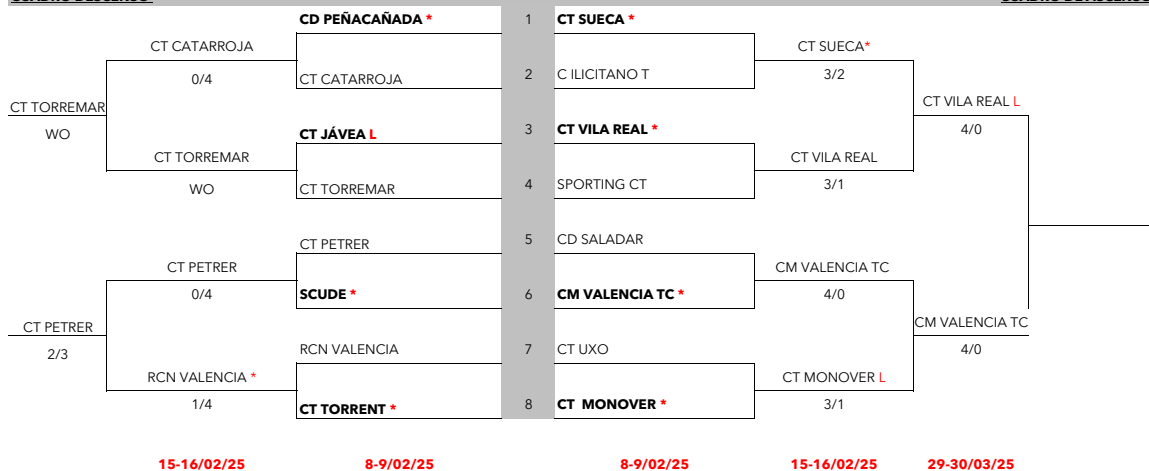 CD PEÑACAÑADA * 1 CT SUECA *
CT CATARROJA CT SUECA*
0/4 CT CATARROJA 2 C ILICITANO T 3/2
CT TORREMAR CT VILA REAL L
WO CT JÁVEA L 3 CT VILA REAL * 4/0
CT TORREMAR CT VILA REAL
WO CT TORREMAR 4 SPORTING CT 3/1
CT PETRER 5 CD SALADAR
CT PETRER CM VALENCIA TC
0/4 SCUDE * 6 CM VALENCIA TC * 4/0
CT PETRER CM VALENCIA TC
2/3 RCN VALENCIA 7 CT UXO 4/0
RCN VALENCIA * CT MONOVER L
1/4 CT TORRENT * 8 CT MONOVER * 3/1
15-16/02/25 8-9/02/25 8-9/02/25 15-16/02/25 29-30/03/25